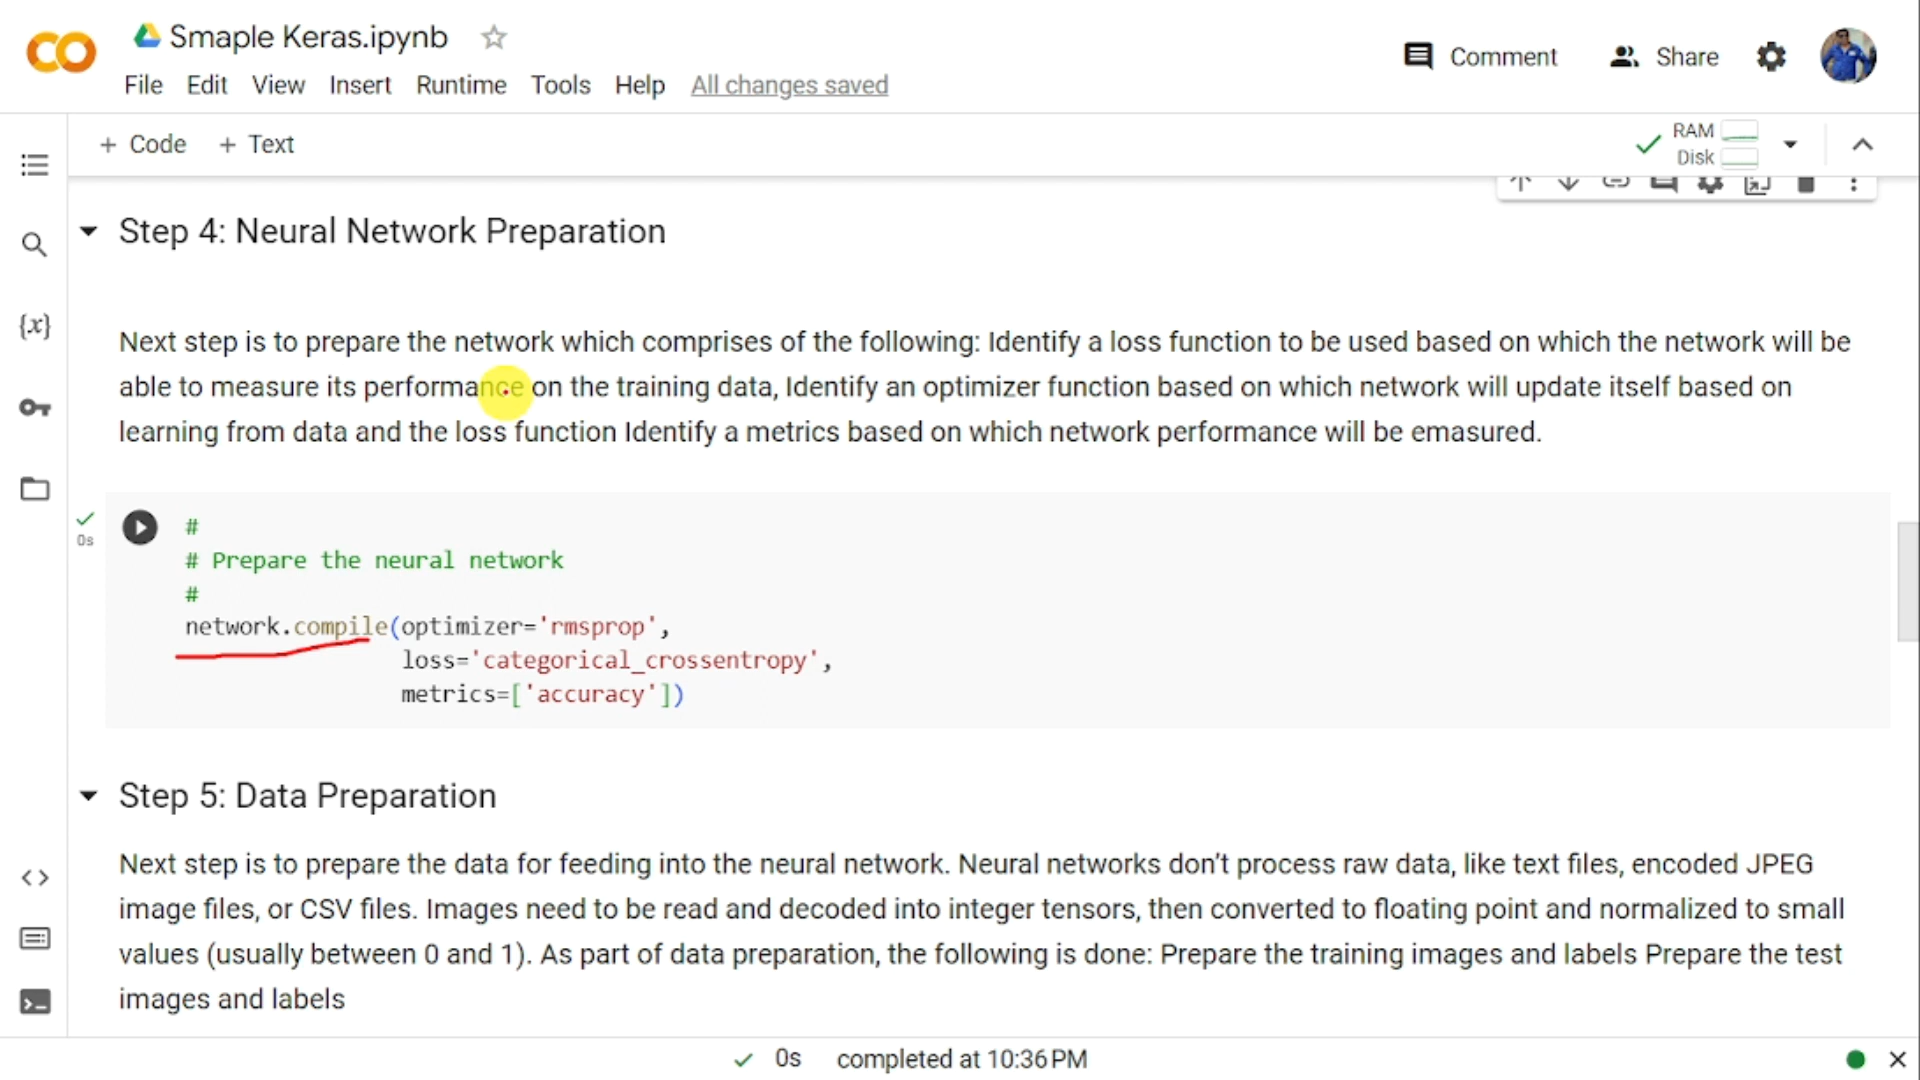 CO
Smaple Keras.ipynb
Comment
Share
File Edit View Insert Runtime Tools Help All changes saved
+ Code + Text
RAM
Disk
Step 4: Neural Network Preparation
{x}
Next step is to prepare the network which comprises of the following: Identify a loss function to be used based on which the network will be
able to measure its performance on the training data, Identify an optimizer function based on which network will update itself based on
learning from data and the loss function Identify a metrics based on which network performance will be emasured.
0s
#
# Prepare the neural network
#
network.compile(optimizer='rmsprop',
loss='categorical_crossentropy',
metrics=['accuracy'])
Step 5: Data Preparation
Next step is to prepare the data for feeding into the neural network. Neural networks don’t process raw data, like text files, encoded JPEG
image files, or CSV files. Images need to be read and decoded into integer tensors, then converted to floating point and normalized to small
values (usually between 0 and 1). As part of data preparation, the following is done: Prepare the training images and labels Prepare the test
images and labels
0s completed at 10:36 PM